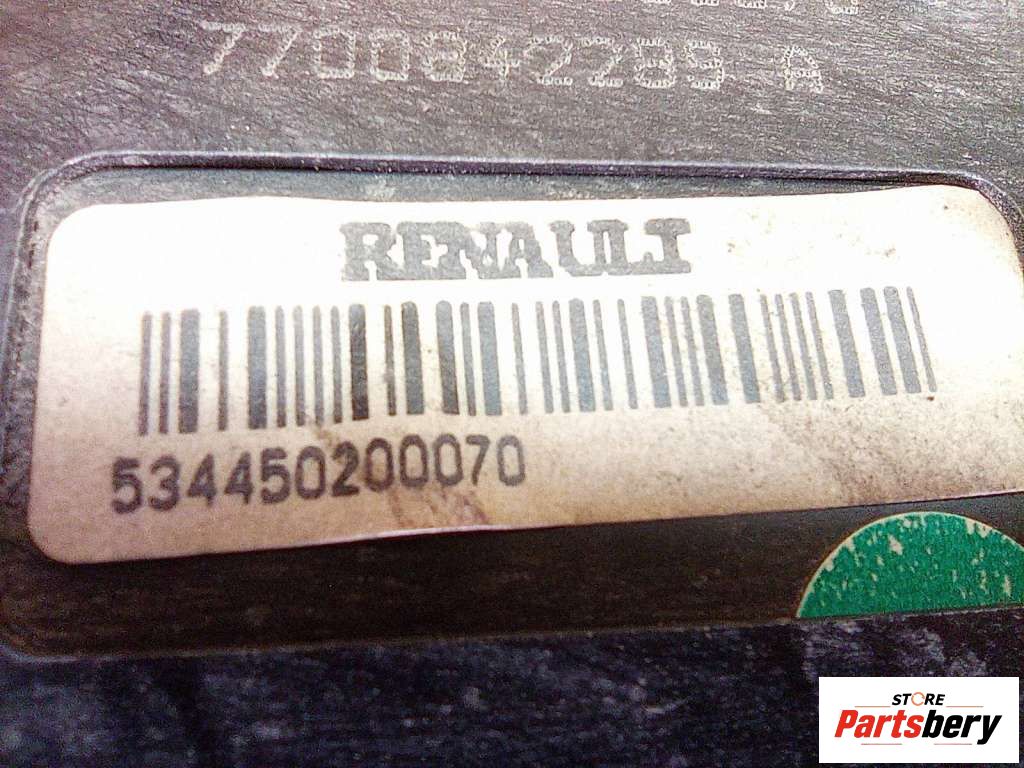 7700842289 A
RENAULT
534450200070
STORE
Partsbery